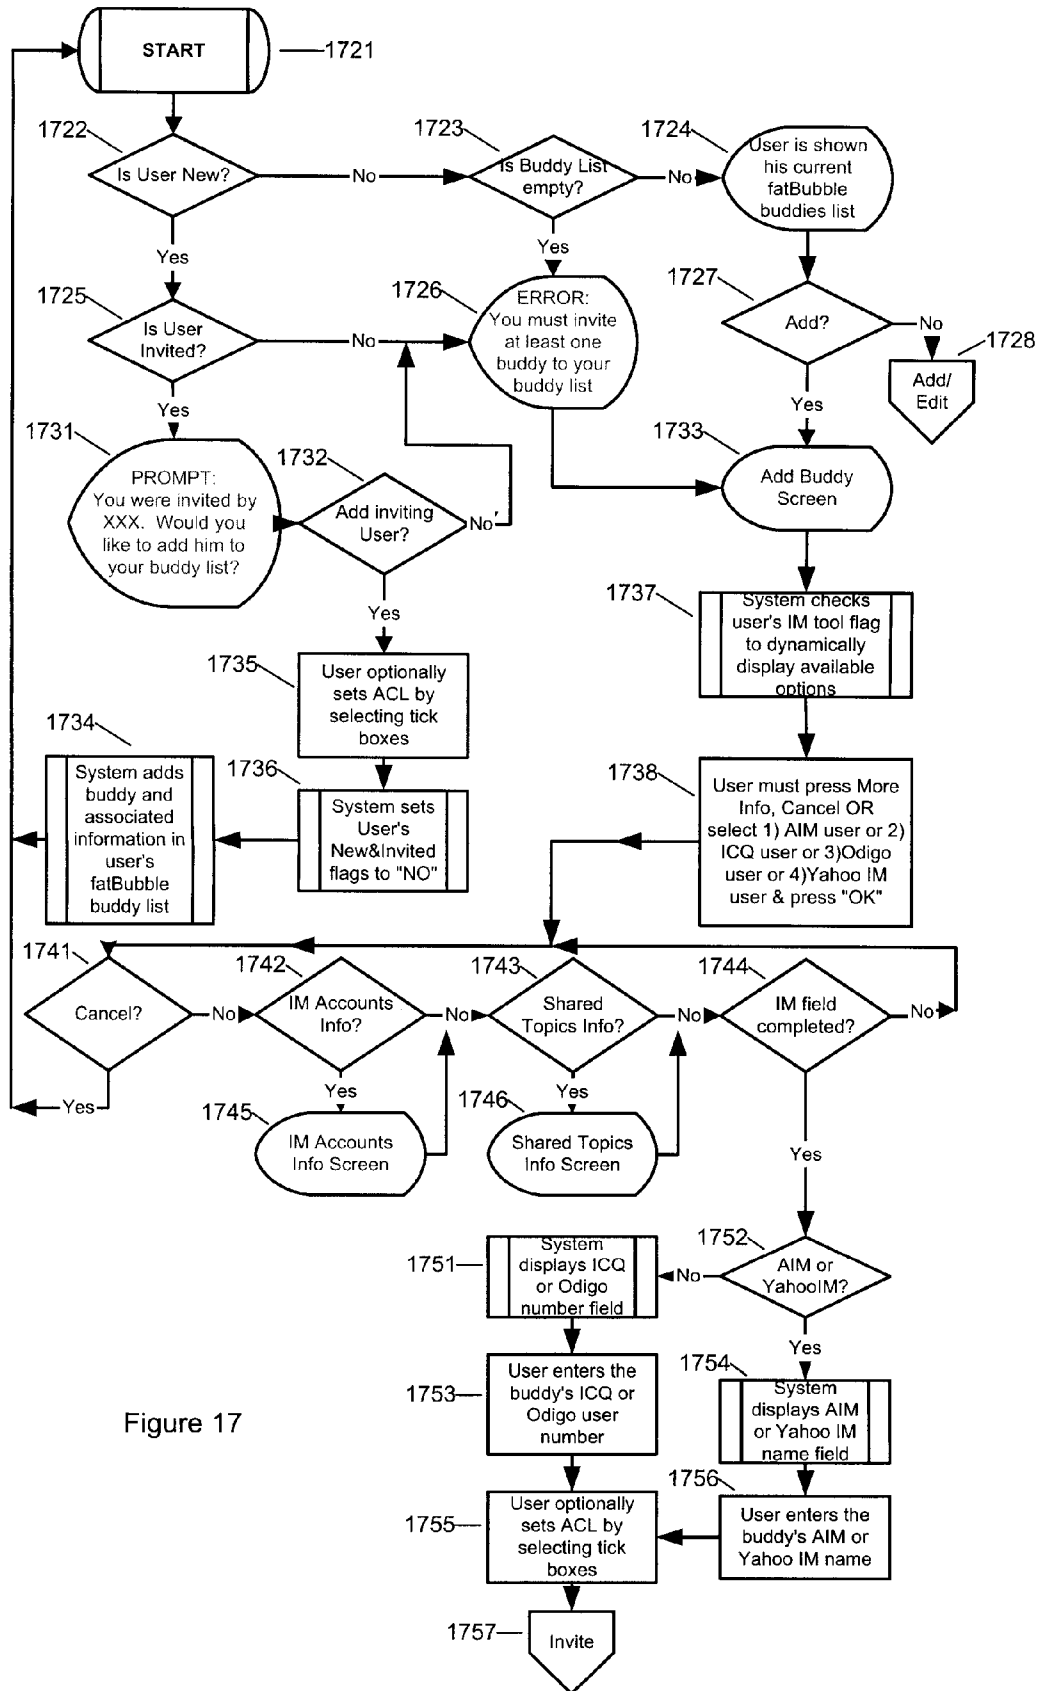 START
1721
1722
1723
1724
Is User New?
No
Is Buddy List
empty?
No
User is shown
his current
fatBubble
buddies list
Yes
Yes
1725
1726
1727
Is User
Invited?
No
ERROR:
You must invite
at least one
buddy to your
buddy list
Add?
No
1728
Add/
Edit
Yes
Yes
1731
1732
1733
PROMPT:
You were invited by
XXX. Would you
like to add him to
your buddy list?
Add inviting
User?
No
Add Buddy
Screen
Yes
1737
System checks
user's IM tool flag
to dynamically
display available
options
1735
User optionally
sets ACL by
selecting tick
boxes
1734
System adds
buddy and
associated
information in
user's
fatBubble
buddy list
1736
System sets
User's
New&Invited
flags to "NO"
1738
User must press More
Info, Cancel OR
select 1) AIM user or 2)
ICQ user or 3)Odigo
user or 4)Yahoo IM
user & press "OK"
1741
1742
1743
1744
Cancel?
No
IM Accounts
Info?
No
Shared
Topics Info?
No
IM field
completed?
No
Yes
Yes
Yes
1745
1746
IM Accounts
Info Screen
Shared Topics
Info Screen
Yes
1751
System
displays ICQ
or Odigo
number field
1752
AIM or
YahooIM?
No
Yes
1753
User enters the
buddy's ICQ or
Odigo user
number
1754
System
displays AIM
or Yahoo IM
name field
Figure 17
1755
User optionally
sets ACL by
selecting tick
boxes
1756
User enters the
buddy's AIM or
Yahoo IM name
1757
Invite